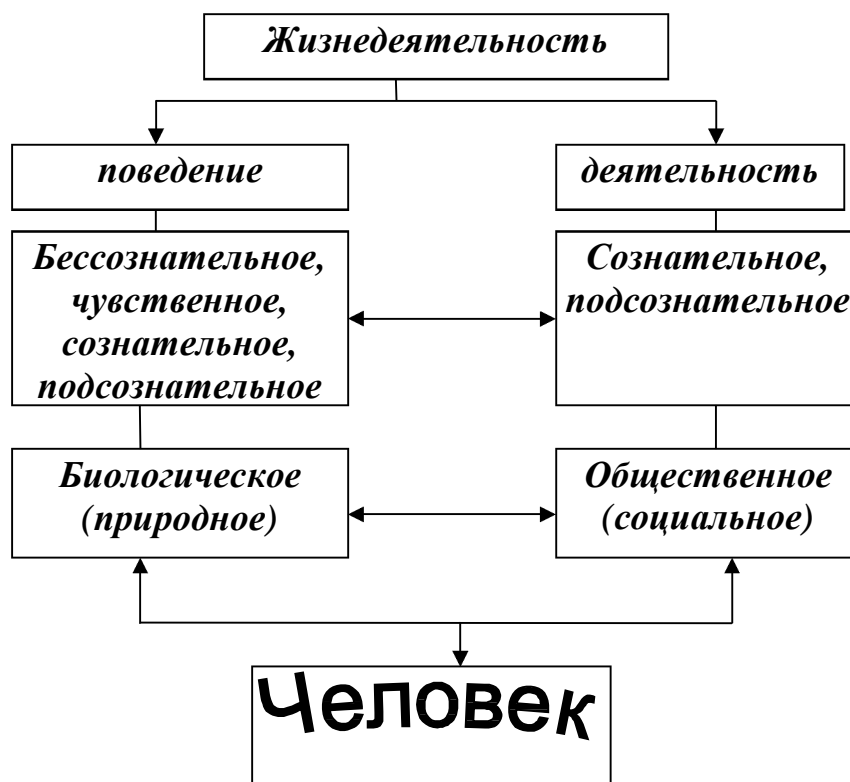 Жизнедеятельность
поведение
деятельность
Бессознательное,
чувственное,
сознательное,
подсознательное
Сознательное,
подсознательное
Биологическое
(природное)
Общественное
(социальное)
Человек